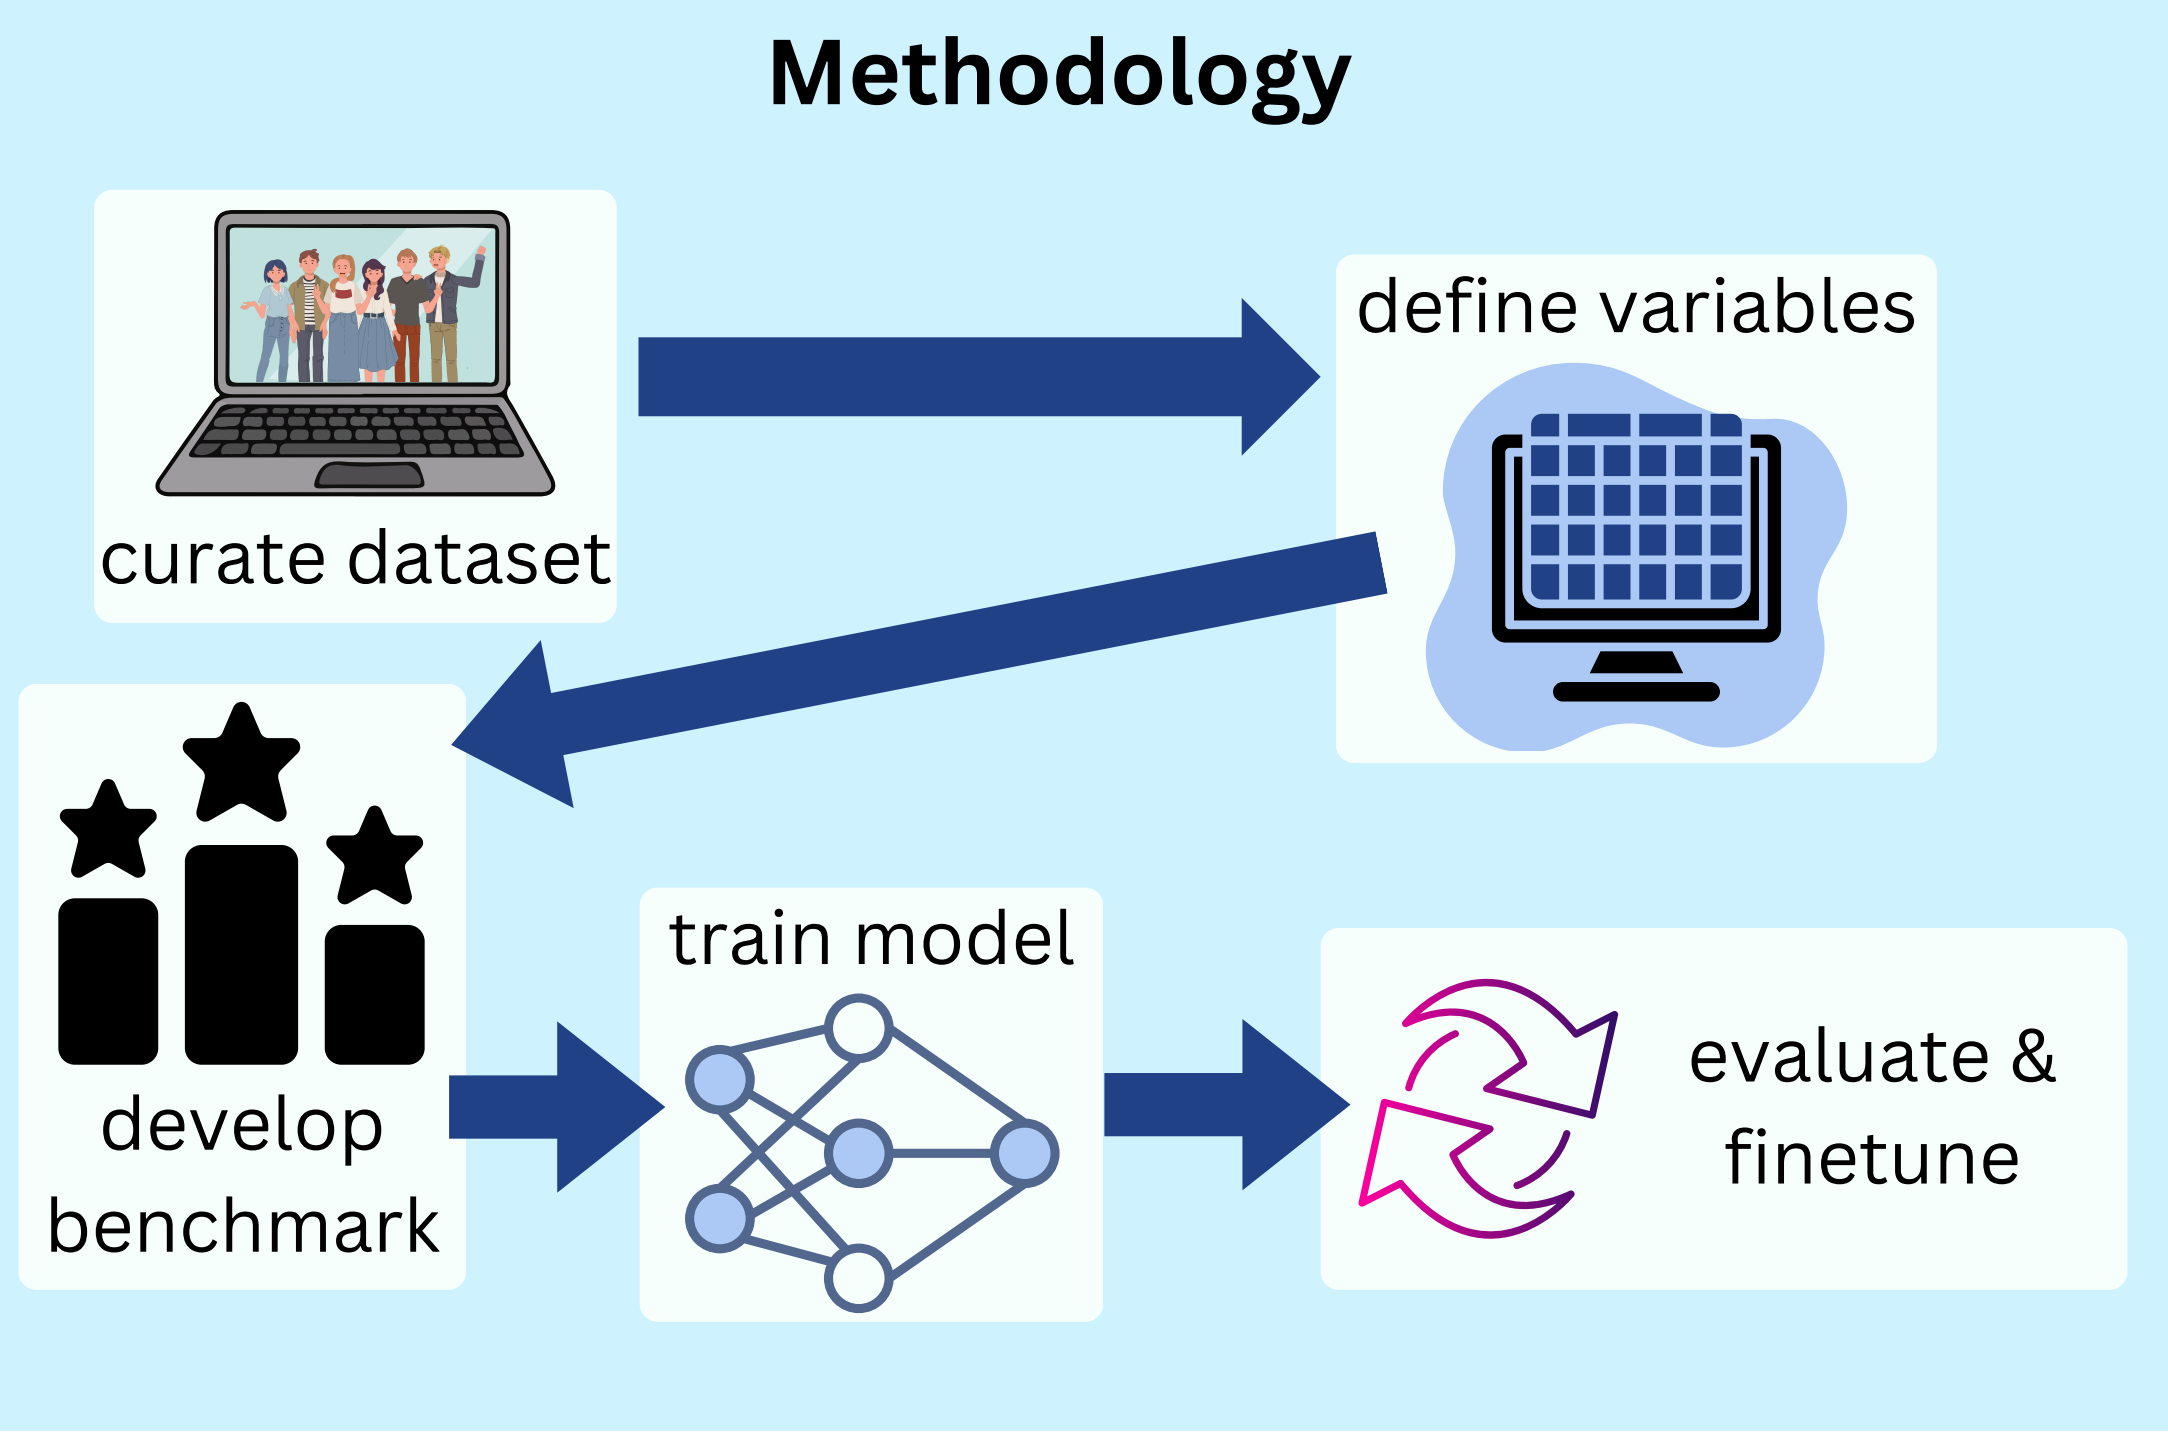 Methodology
curate dataset
define variables
develop
benchmark
train model
evaluate &
finetune